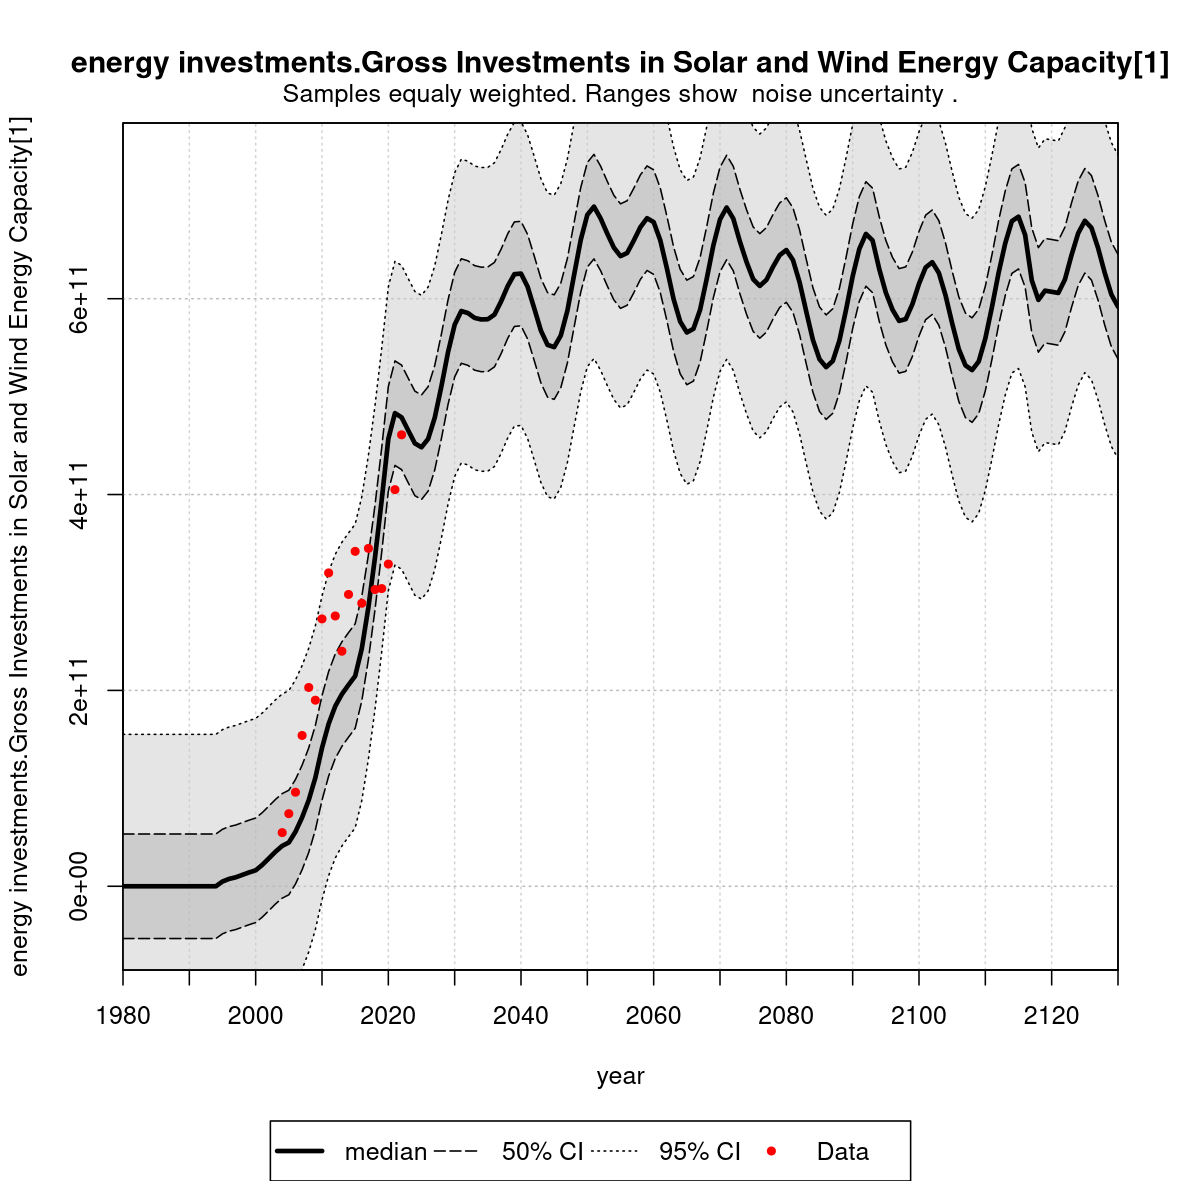 energy investments.Gross Investments in Solar and Wind Energy Capacity[1]
Samples equaly weighted. Ranges show  noise uncertainty .
energy investments.Gross Investments in Solar and Wind Energy Capacity[1]
6e+11
4e+11
2e+11
0e+00
1980 2000 2020 2040 2060 2080 2100 2120
year
median 50% CI 95% CI Data